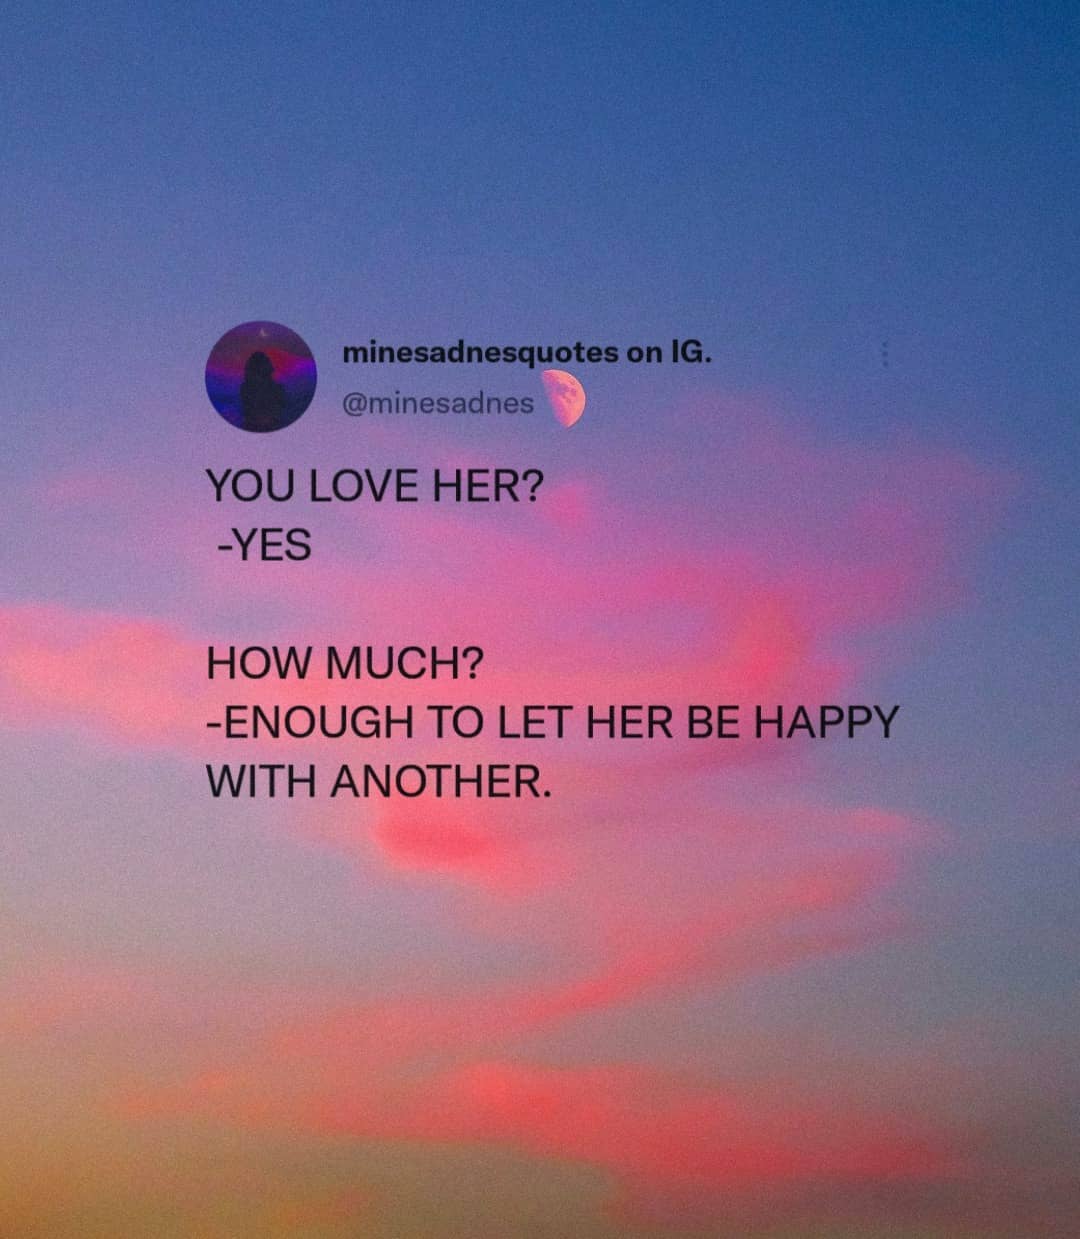 minesadnesquotes on IG.
@minesadnes
YOU LOVE HER?
-YES
HOW MUCH?
-ENOUGH TO LET HER BE HAPPY
WITH ANOTHER.